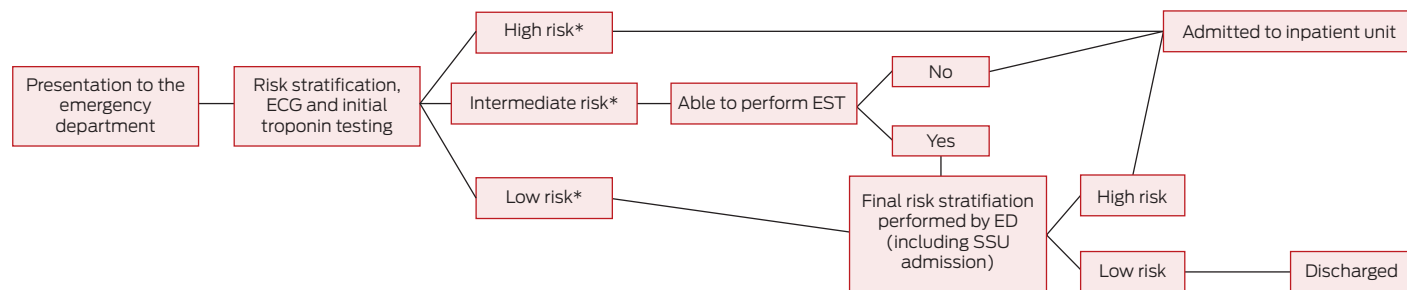 Presentation to the
emergency
department
Risk stratification,
ECG and initial
troponin testing
High risk*
Intermediate risk*
Low risk*
Able to perform EST
No
Yes
Final risk stratifiation
performed by ED
(including SSU
admission)
High risk
Low risk
Admitted to inpatient unit
Discharged